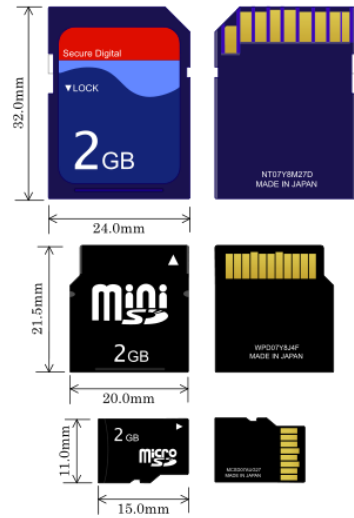 32.0mm
Secure Digital
▼LOCK
2GB
NT07Y8M27D
MADE IN JAPAN
24.0mm
21.5mm
mini
SD
2GB
WPD07Y8J4F
MADE IN JAPAN
20.0mm
11.0mm
2GB
micro
SD
MADE IN JAPAN
15.0mm